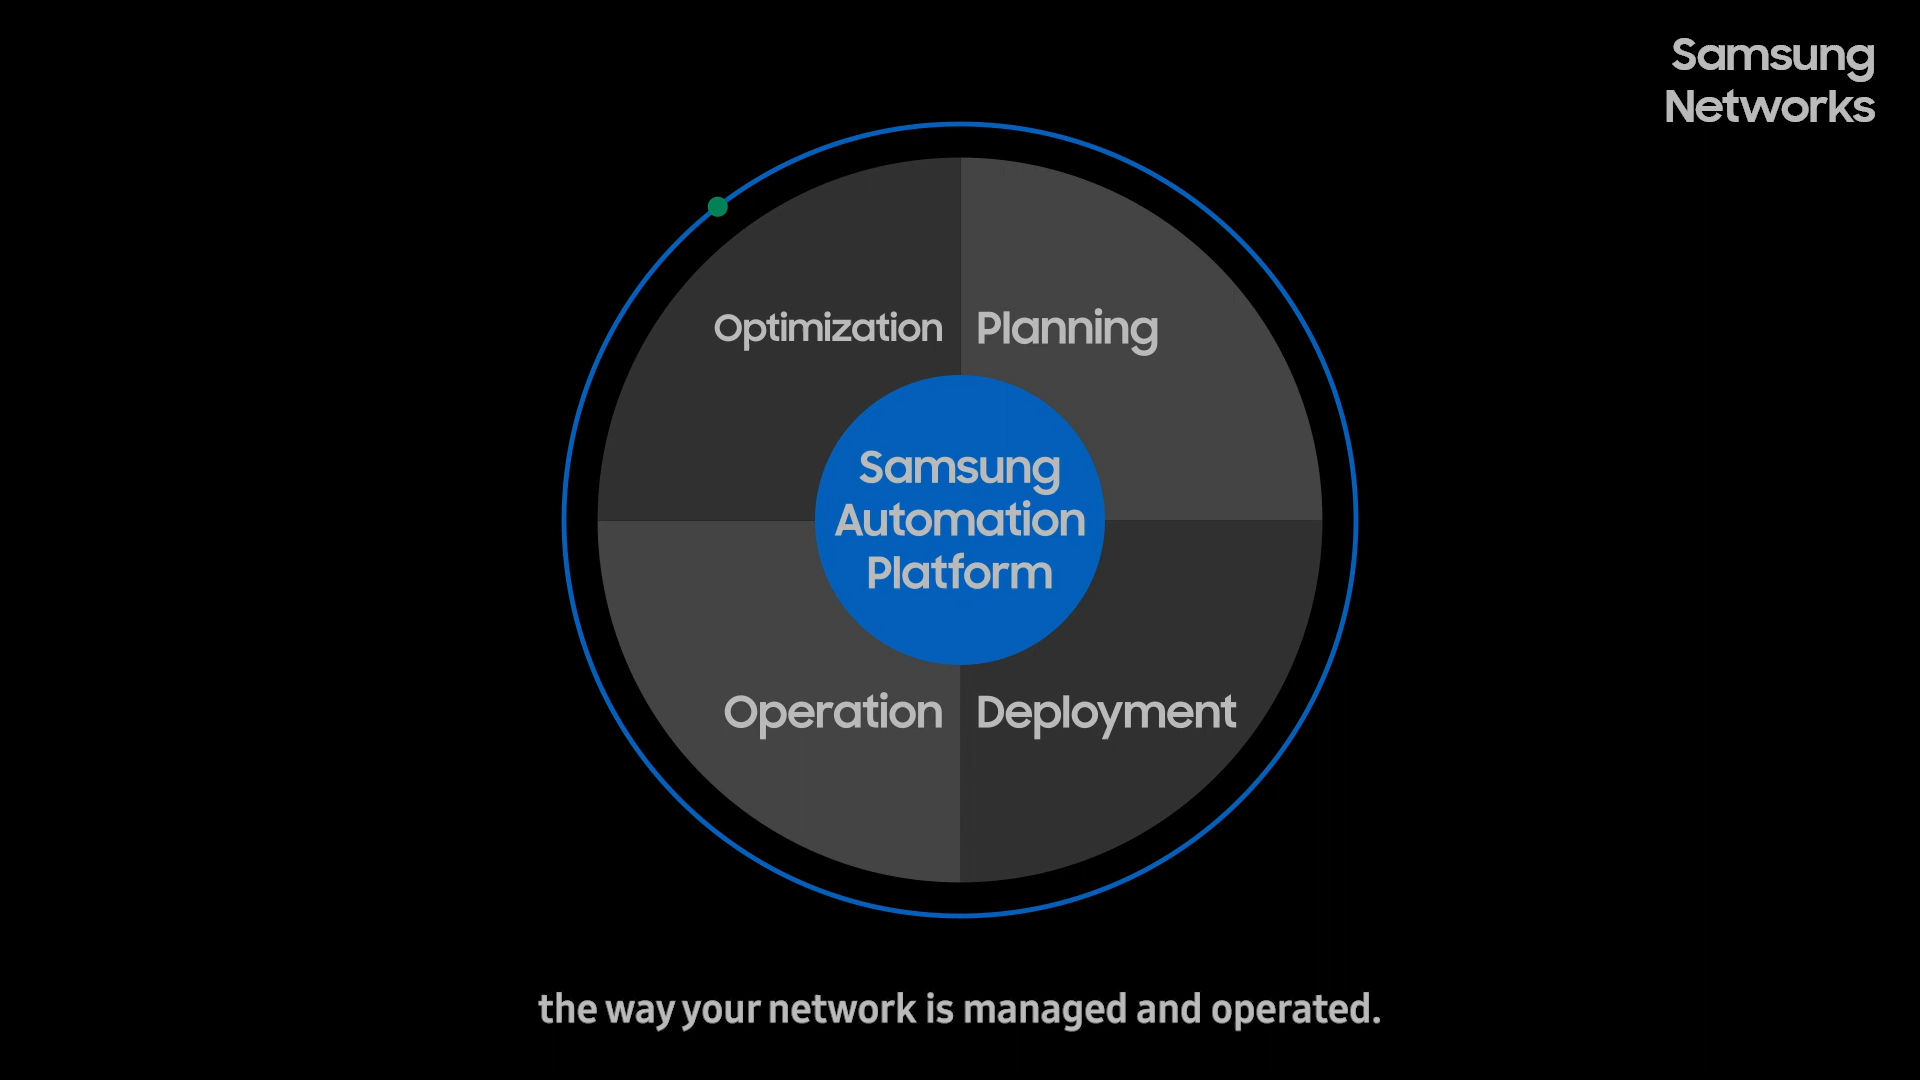 Samsung
Networks
Optimization
Planning
Samsung
Automation
Platform
Operation
Deployment
the way your network is managed and operated.